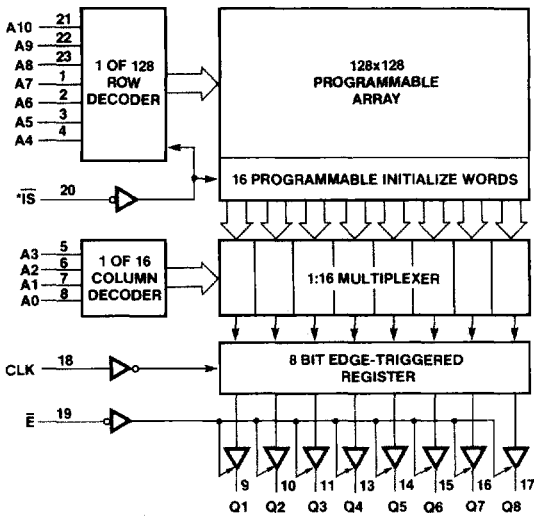 A10 21
A9 22
A8 23
A7 1
A6 2
A5 3
A4 4
1 OF 128
ROW
DECODER
128x128
PROGRAMMABLE
ARRAY
*IS 20
16 PROGRAMMABLE INITIALIZE WORDS
A3 5
A2 6
A1 7
A0 8
1 OF 16
COLUMN
DECODER
1:16 MULTIPLEXER
CLK 18
8 BIT EDGE-TRIGGERED
REGISTER
E 19
9 10 11 13 14 15 16 17
Q1 Q2 Q3 Q4 Q5 Q6 Q7 Q8